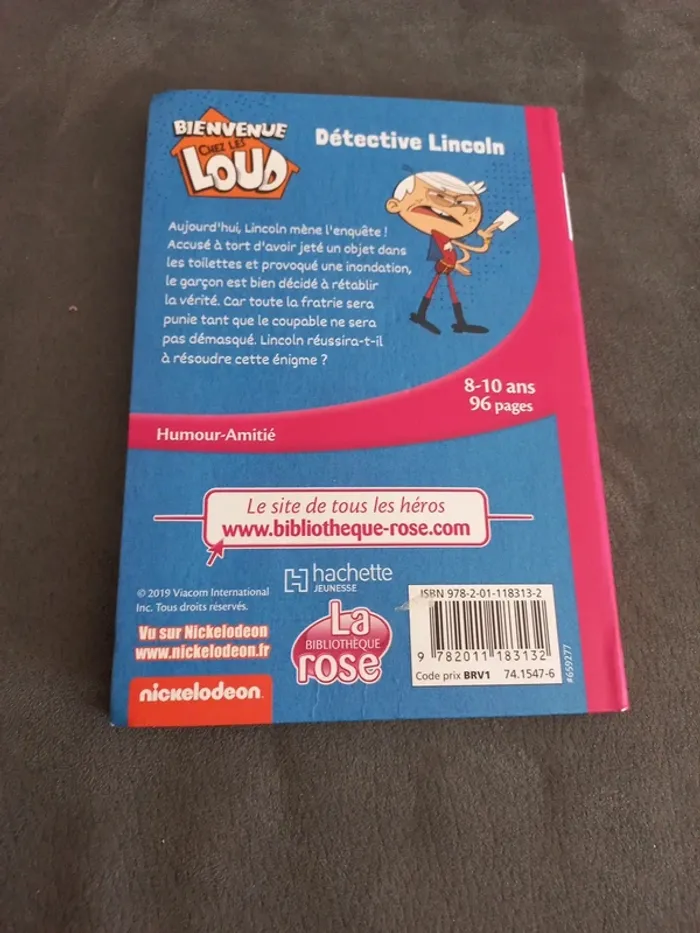 BIENVENUE
CHEZ LES
LOUD
Détective Lincoln
Aujourd'hui, Lincoln mène l'enquête !
Accusé à tort d'avoir jeté un objet dans
les toilettes et provoqué une inondation,
le garçon est bien décidé à rétablir
la vérité. Car toute la fratrie sera
punie tant que le coupable ne sera
pas démasqué. Lincoln réussira-t-il
à résoudre cette énigme ?
8-10 ans
96 pages
Humour-Amitié
Le site de tous les héros
www.bibliotheque-rose.com
© 2019 Viacom International
Inc. Tous droits réservés.
Vu sur Nickelodeon
www.nickelodeon.fr
nickelodeon
hachette
JEUNESSE
La
BIBLIOTHÈQUE
rose
ISBN 978-2-01-118313-2
9 782011 183132
Code prix BRV1 74.1547-6
#659277